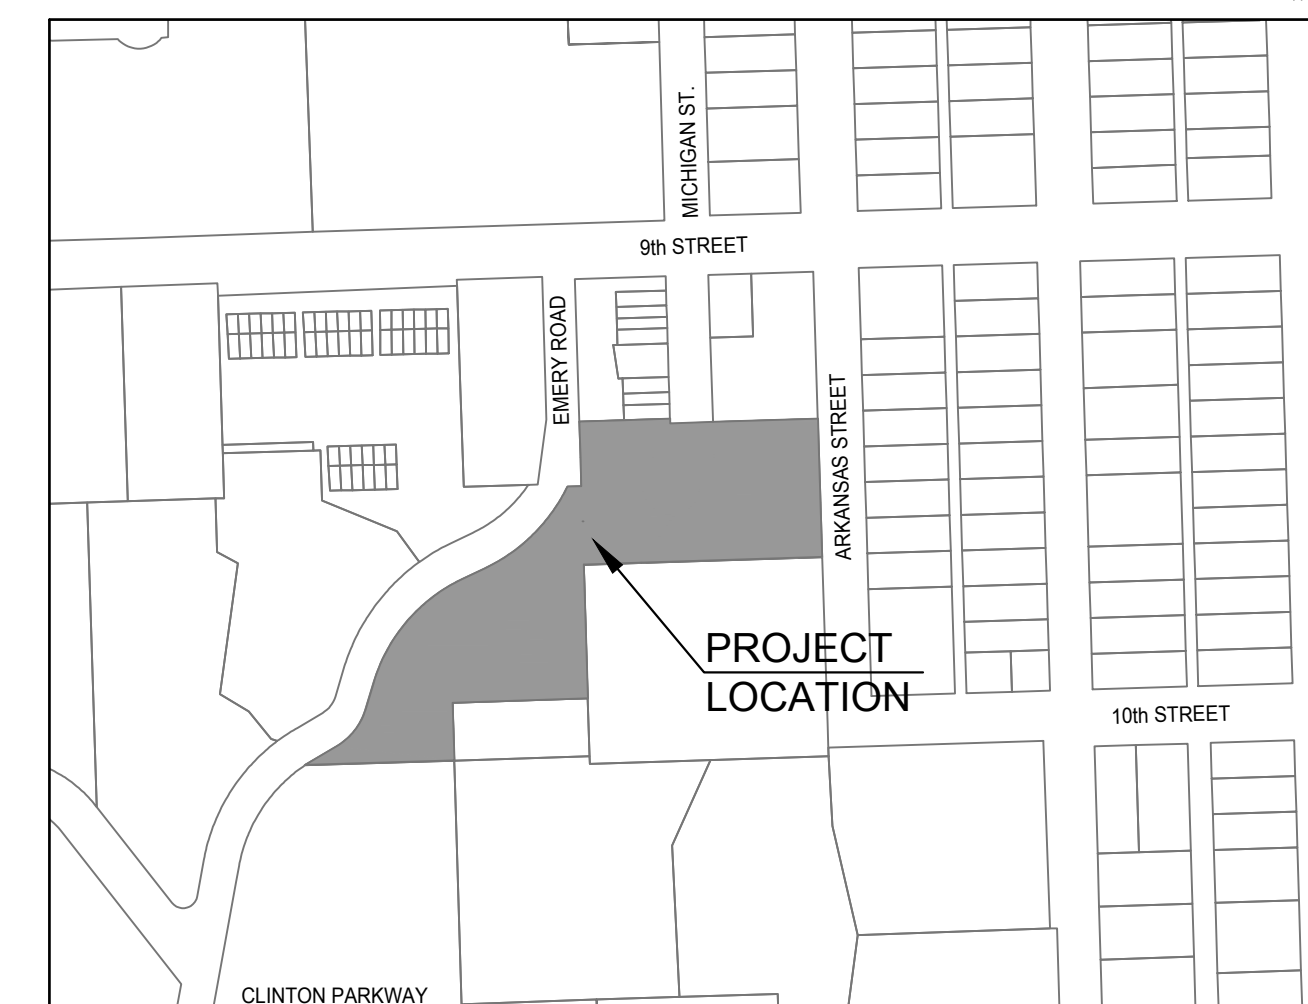 MICHIGAN ST.
9th STREET
EMERY ROAD
ARKANSAS STREET
PROJECT
LOCATION
10th STREET
CLINTON PARKWAY